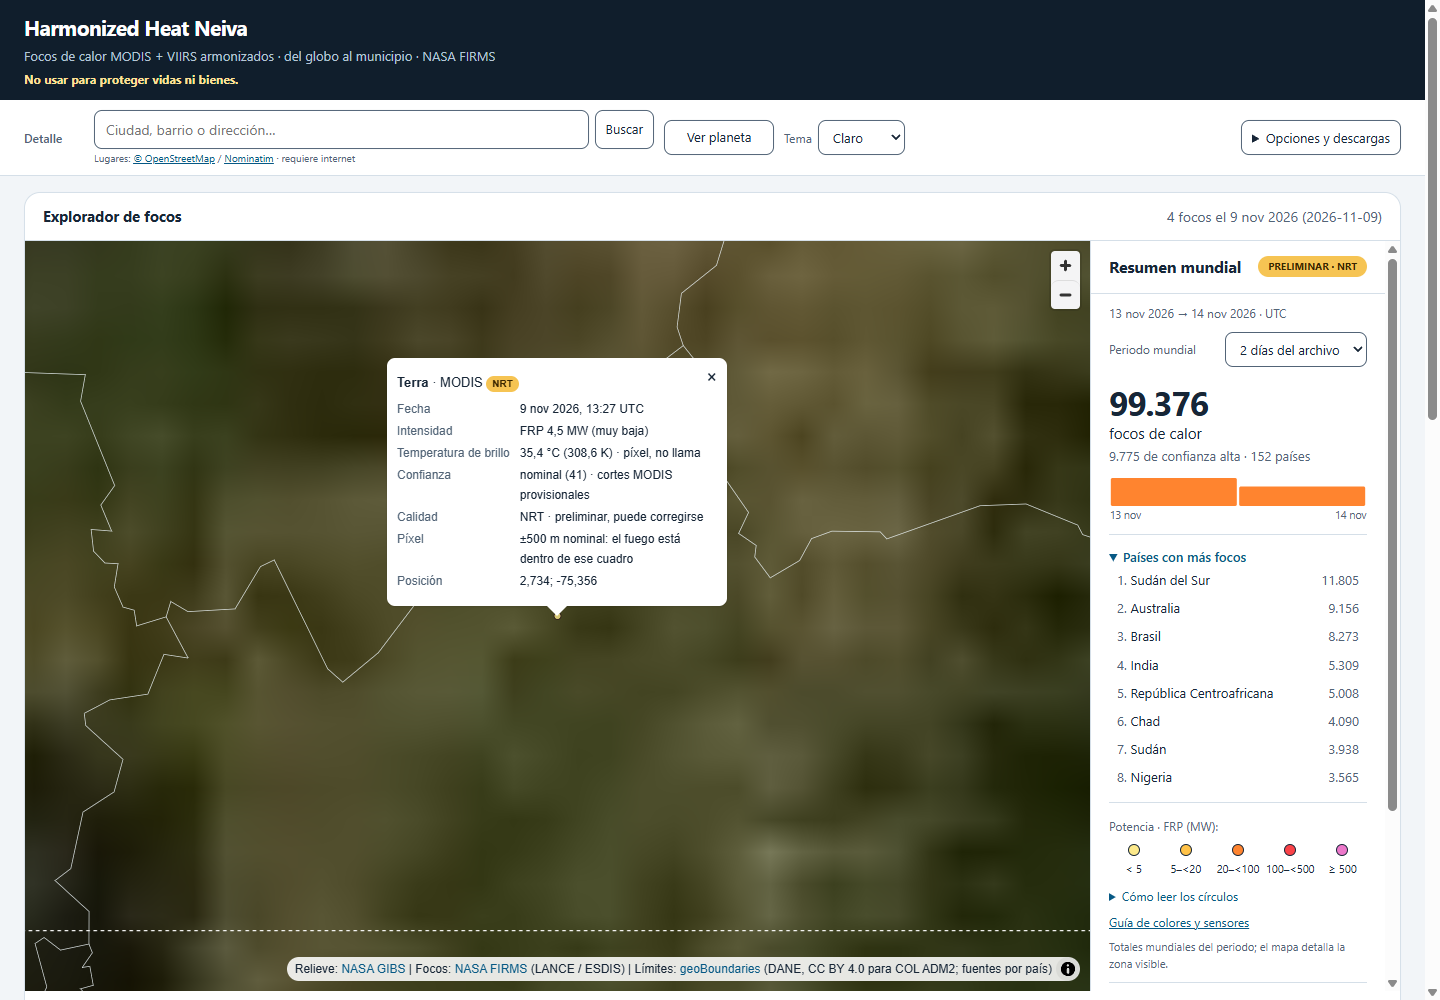 Harmonized Heat Neiva
Focos de calor MODIS + VIIRS armonizados · del globo al municipio · NASA FIRMS
No usar para proteger vidas ni bienes.
Detalle
Ciudad, barrio o dirección...
Buscar
Ver planeta
Tema
Claro
▶ Opciones y descargas
Lugares: © OpenStreetMap / Nominatim · requiere internet
Explorador de focos
4 focos el 9 nov 2026 (2026-11-09)
+
−
Terra · MODIS NRT
×
Fecha 9 nov 2026, 13:27 UTC
Intensidad FRP 4,5 MW (muy baja)
Temperatura de brillo 35,4 °C (308,6 K) · píxel, no llama
Confianza nominal (41) · cortes MODIS
provisionales
Calidad NRT · preliminar, puede corregirse
Píxel ±500 m nominal: el fuego está
dentro de ese cuadro
Posición 2,734; -75,356
Relieve: NASA GIBS | Focos: NASA FIRMS (LANCE / ESDIS) | Límites: geoBoundaries (DANE, CC BY 4.0 para COL ADM2; fuentes por país)
Resumen mundial
PRELIMINAR · NRT
13 nov 2026 → 14 nov 2026 · UTC
Periodo mundial
2 días del archivo
99.376
focos de calor
9.775 de confianza alta · 152 países
13 nov 14 nov
▼ Países con más focos
1. Sudán del Sur 11.805
2. Australia 9.156
3. Brasil 8.273
4. India 5.309
5. República Centroafricana 5.008
6. Chad 4.090
7. Sudán 3.938
8. Nigeria 3.565
Potencia · FRP (MW):
< 5 5–<20 20–<100 100–<500 ≥ 500
▶ Cómo leer los círculos
Guía de colores y sensores
Totales mundiales del periodo; el mapa detalla la
zona visible.